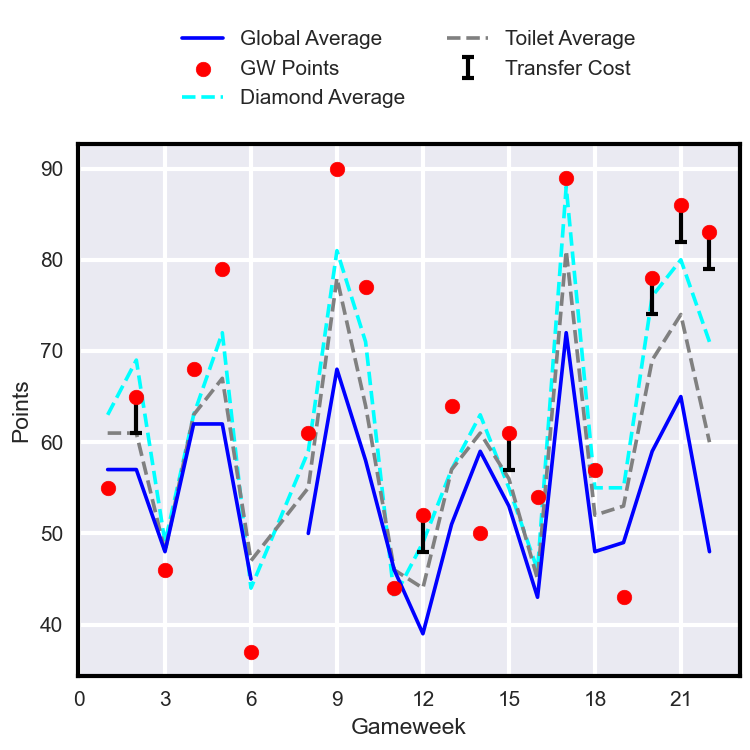 Global Average
GW Points
Diamond Average
Toilet Average
Transfer Cost
90
80
70
60
50
40
Points
0 3 6 9 12 15 18 21
Gameweek